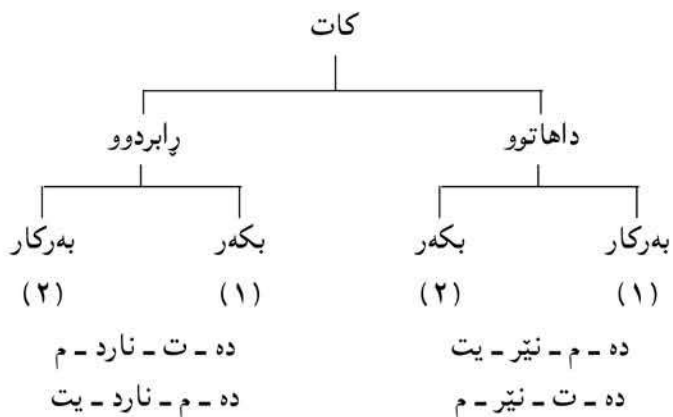 کات
داهاتوو ڕابردوو
بەرکار بکەر بکەر بەرکار
(١) (٢) (١) (٢)
دە ـ م ـ نێر ـ یت دە ـ ت ـ نارد ـ م
دە ـ ت ـ نێر ـ م دە ـ م ـ نارد ـ یت